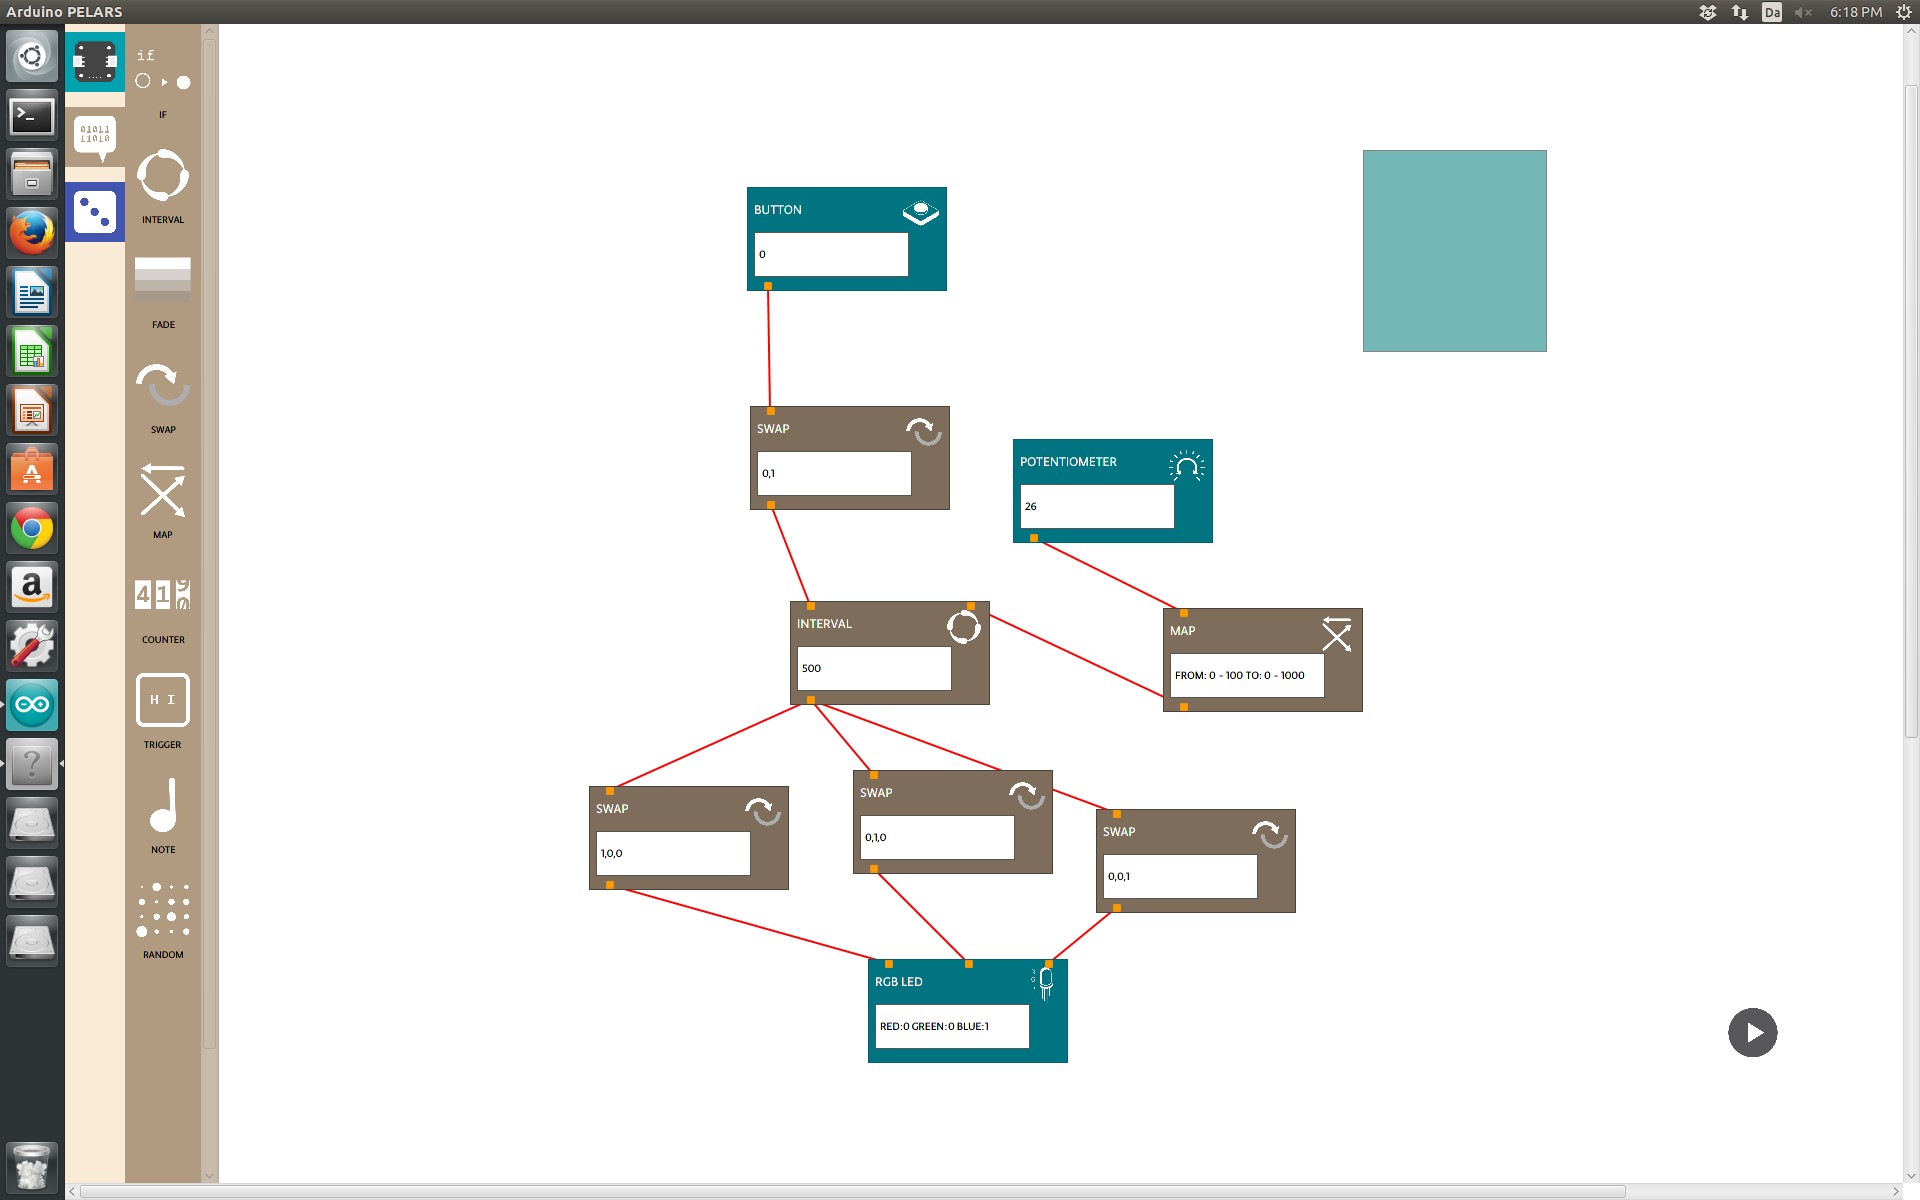 Arduino PELARS
Da
6:18 PM
if
IF
INTERVAL
FADE
SWAP
MAP
COUNTER
H I
TRIGGER
NOTE
RANDOM
01011
11010
BUTTON
0
SWAP
0,1
POTENTIOMETER
26
INTERVAL
500
MAP
FROM: 0 - 100 TO: 0 - 1000
SWAP
1,0,0
SWAP
0,1,0
SWAP
0,0,1
RGB LED
RED:0 GREEN:0 BLUE:1